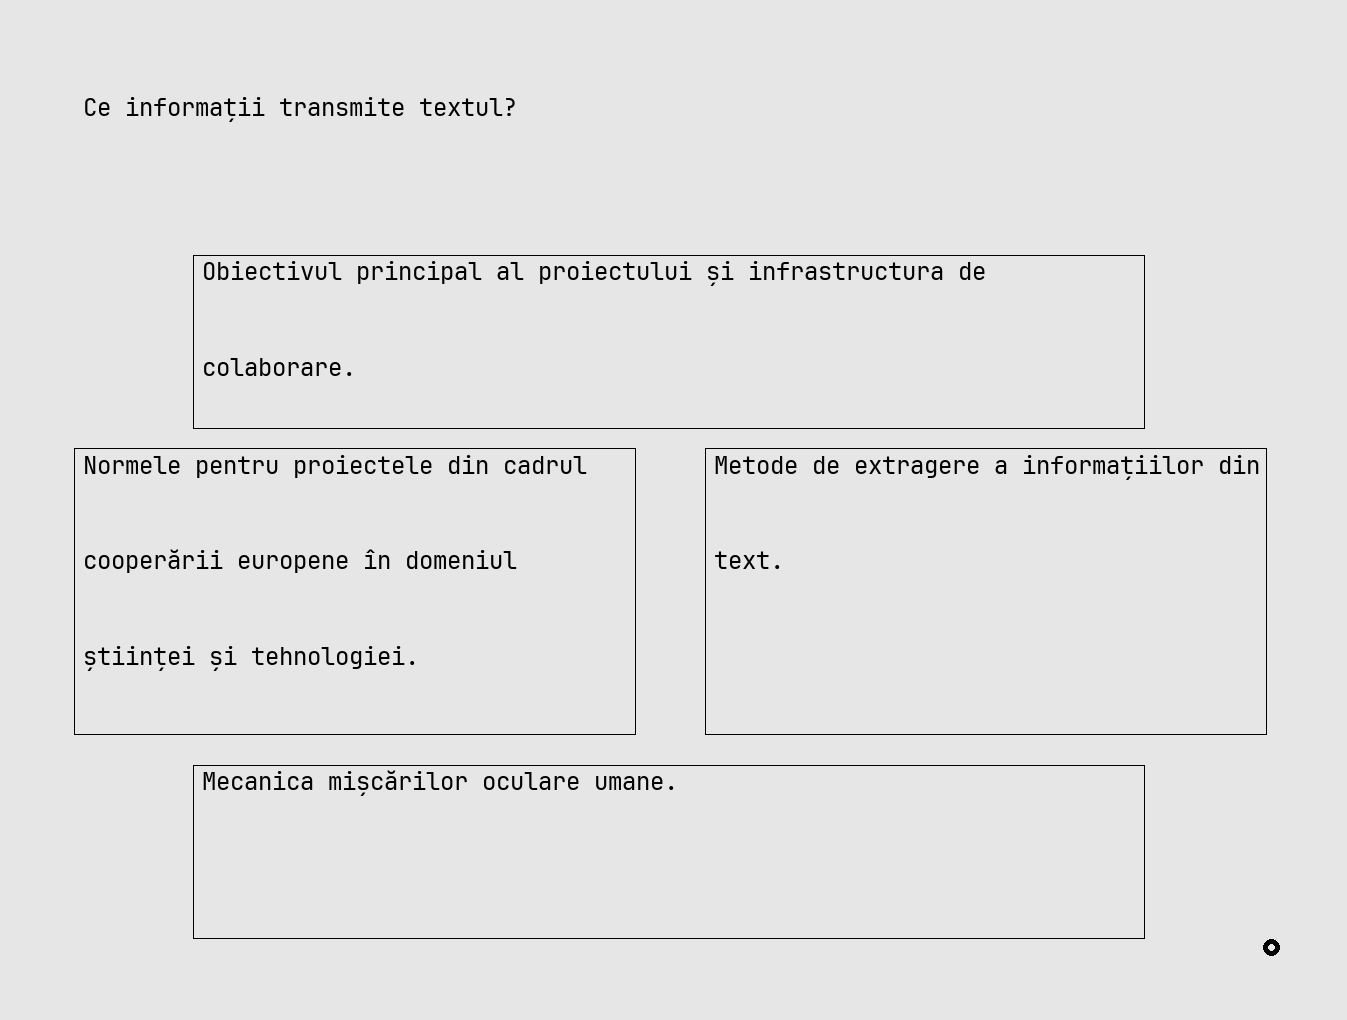 Ce informații transmite textul?
Obiectivul principal al proiectului și infrastructura de
colaborare.
Normele pentru proiectele din cadrul
cooperării europene în domeniul
științei și tehnologiei.
Metode de extragere a informațiilor din
text.
Mecanica mișcărilor oculare umane.